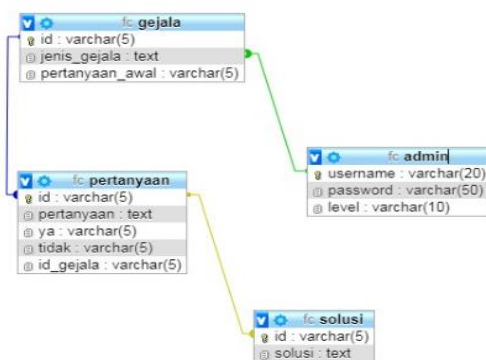 fc gejala
id : varchar(5)
jenis_gejala : text
pertanyaan_awal : varchar(5)
fc admin
username : varchar(20)
password : varchar(50)
level : varchar(10)
fc pertanyaan
id : varchar(5)
pertanyaan : text
ya : varchar(5)
tidak : varchar(5)
id_gejala : varchar(5)
fc solusi
id : varchar(5)
solusi : text